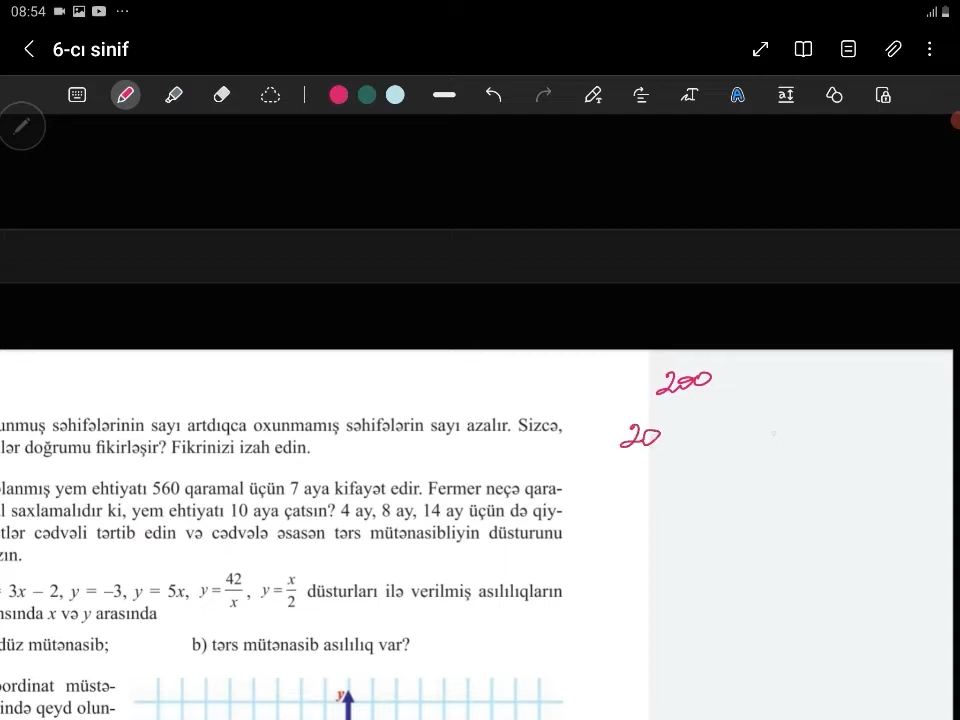 08:54 ...
6-cı sinif
200
unmuş səhifələrinin sayı artdıqca oxunmamış səhifələrin sayı azalır. Sizcə,
20
lər doğrumu fikirləşir? Fikrinizi izah edin.
lanmış yem ehtiyatı 560 qaramal üçün 7 aya kifayət edir. Fermer neçə qara-
l saxlamalıdır ki, yem ehtiyatı 10 aya çatsın? 4 ay, 8 ay, 14 ay üçün də qiy-
tlər cədvəli tərtib edin və cədvələ əsasən tərs mütənasibliyin düsturunu
zın.
= 3x – 2, y = –3, y = 5x, y = 42/x, y = x/2 düsturları ilə verilmiş asılılıqların
nsında x və y arasında
düz mütənasib; b) tərs mütənasib asılılıq var?
oordinat müstə-
y
ində qeyd olun-